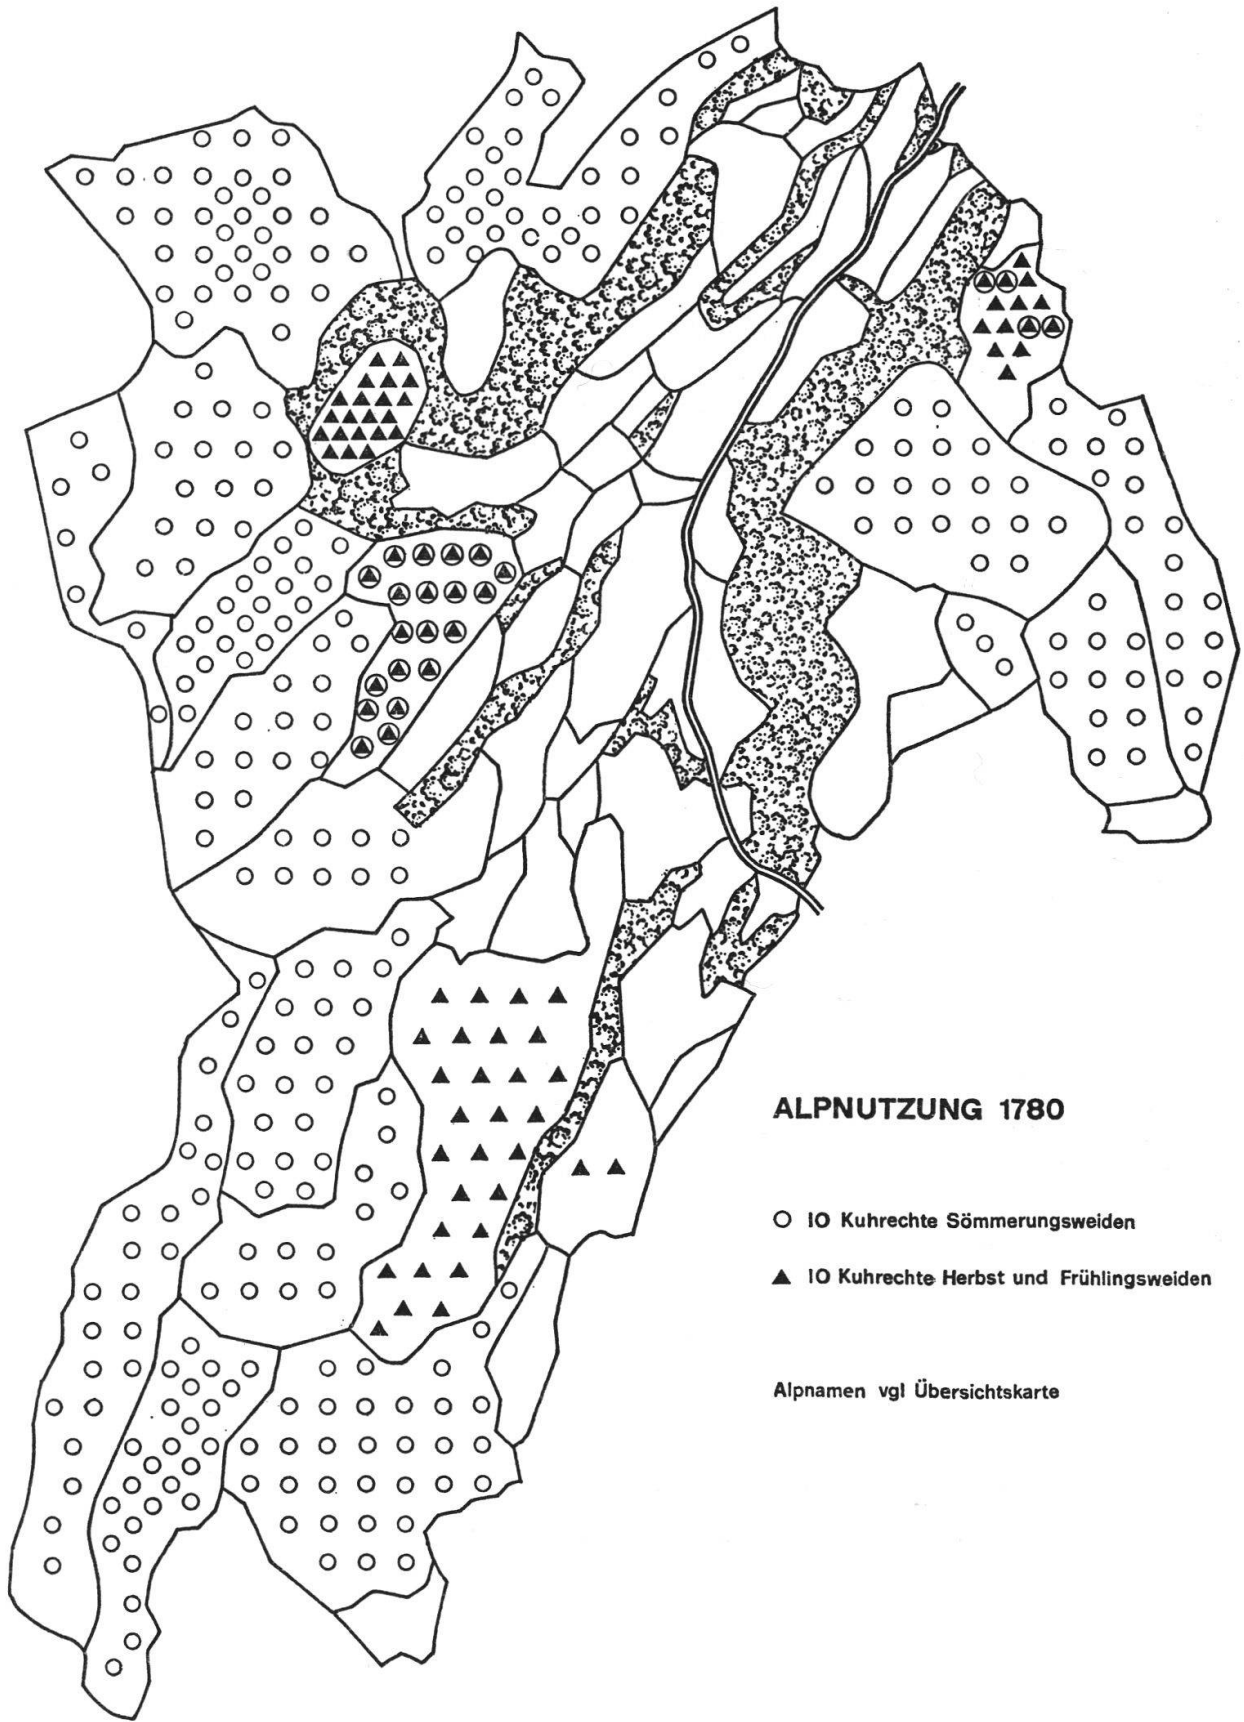 ALPNUTZUNG 1780
○ 10 Kuhrechte Sömmerungsweiden
▲ 10 Kuhrechte Herbst und Frühlingsweiden
Alpnamen vgl Übersichtskarte